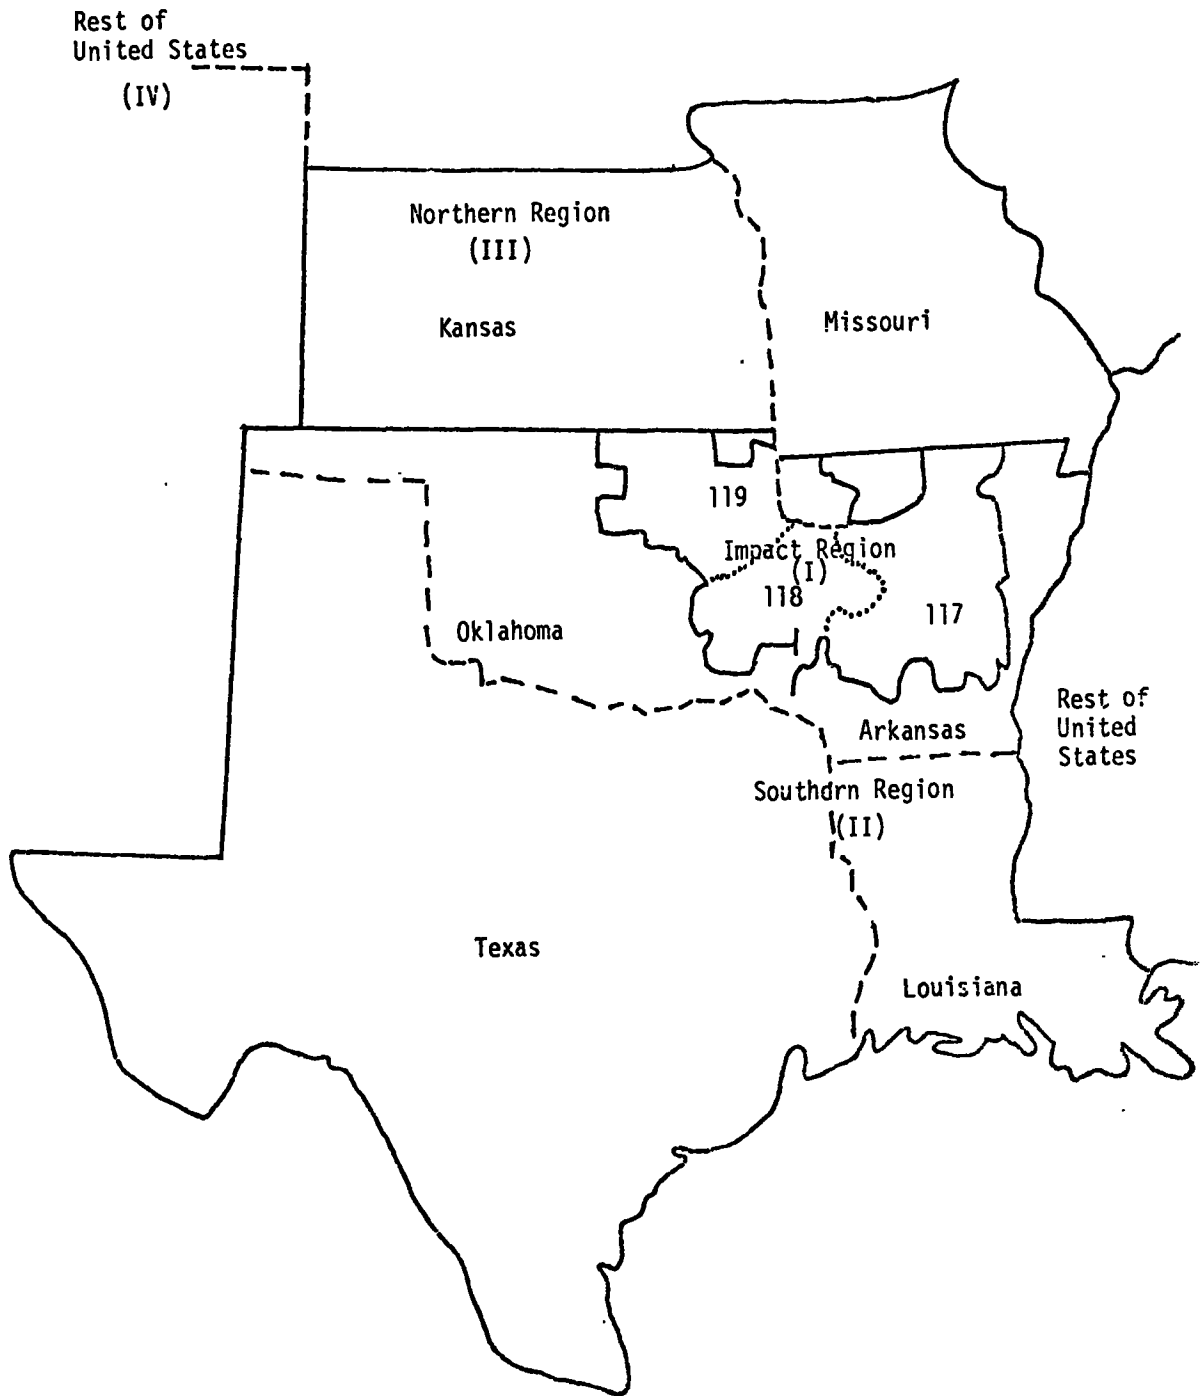 Rest of
United States
(IV)
Northern Region
(III)
Kansas
Missouri
119
Impact Region
(I)
118
117
Oklahoma
Rest of
United
States
Arkansas
Southern Region
(II)
Texas
Louisiana